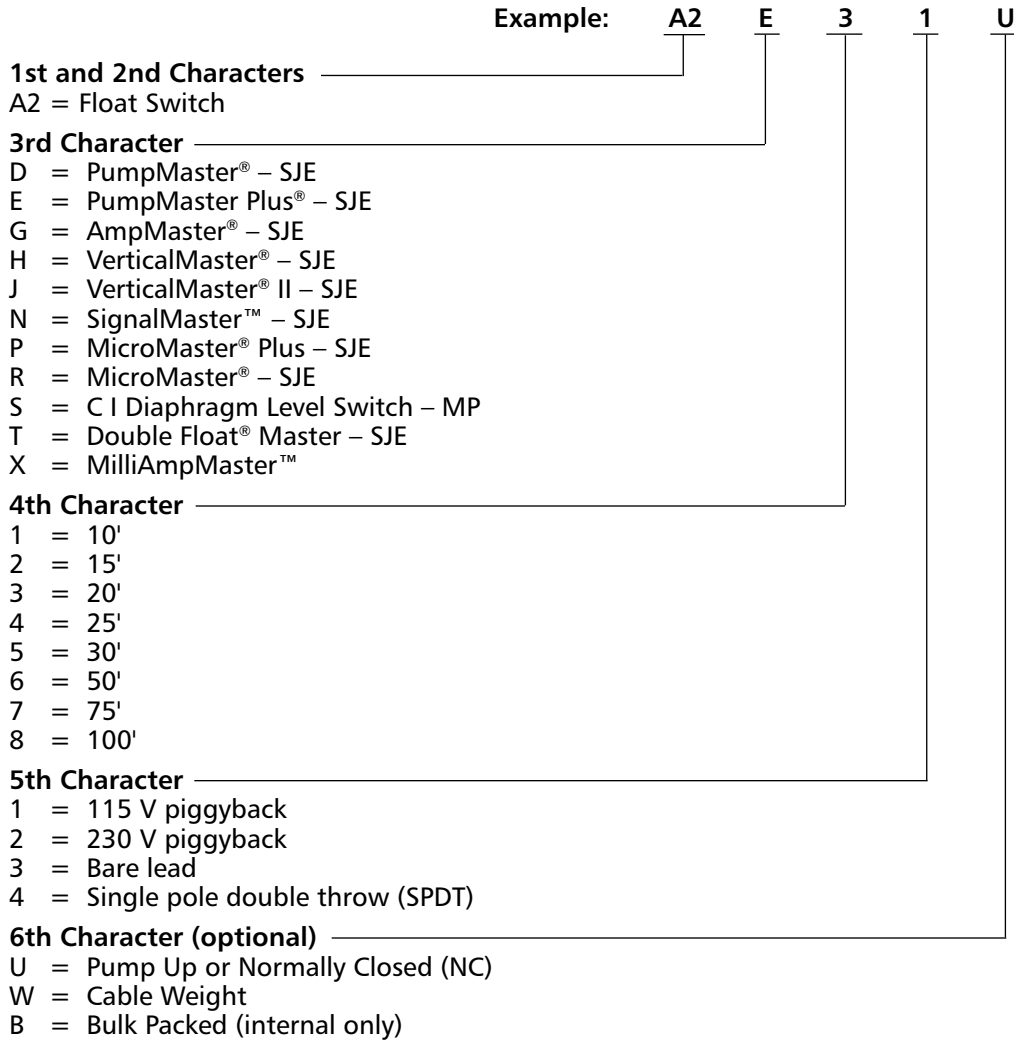 Example: A2 E 3 1 U
1st and 2nd Characters
A2 = Float Switch
3rd Character
D = PumpMaster® – SJE
E = PumpMaster Plus® – SJE
G = AmpMaster® – SJE
H = VerticalMaster® – SJE
J = VerticalMaster® II – SJE
N = SignalMaster™ – SJE
P = MicroMaster® Plus – SJE
R = MicroMaster® – SJE
S = C I Diaphragm Level Switch – MP
T = Double Float® Master – SJE
X = MilliAmpMaster™
4th Character
1 = 10'
2 = 15'
3 = 20'
4 = 25'
5 = 30'
6 = 50'
7 = 75'
8 = 100'
5th Character
1 = 115 V piggyback
2 = 230 V piggyback
3 = Bare lead
4 = Single pole double throw (SPDT)
6th Character (optional)
U = Pump Up or Normally Closed (NC)
W = Cable Weight
B = Bulk Packed (internal only)